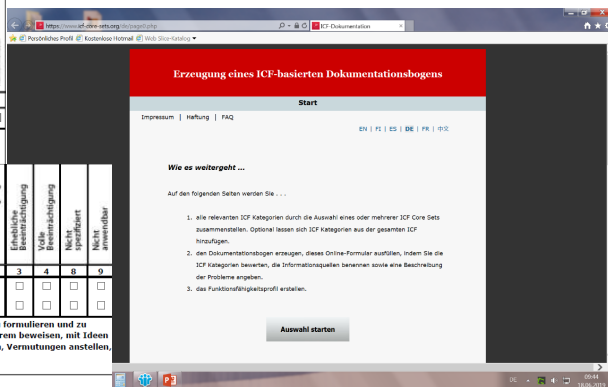 https://www.icf-core-sets.org/de/page0.php
ICF-Dokumentation
Persönliches Profil
Kostenlose Hotmail
Web Slice-Katalog
Erzeugung eines ICF-basierten Dokumentationsbogens
Start
Impressum | Haftung | FAQ
EN | FI | ES | DE | FR | 中文
Wie es weitergeht ...
Auf den folgenden Seiten werden Sie . . .
1. alle relevanten ICF Kategorien durch die Auswahl eines oder mehrerer ICF Core Sets
zusammenstellen. Optional lassen sich ICF Kategorien aus der gesamten ICF
hinzufügen.
2. den Dokumentationsbogen erzeugen, dieses Online-Formular ausfüllen, indem Sie die
ICF Kategorien bewerten, die Informationsquellen benennen sowie eine Beschreibung
der Probleme angeben.
3. das Funktionsfähigkeitsprofil erstellen.
Auswahl starten
Erhebliche
Beeinträchtigung
Volle
Beeinträchtigung
Nicht
spezifiziert
Nicht
anwendbar
3 4 8 9
formulieren und zu
rem beweisen, mit Ideen
, Vermutungen anstellen,
DE
09:44
18.06.2015